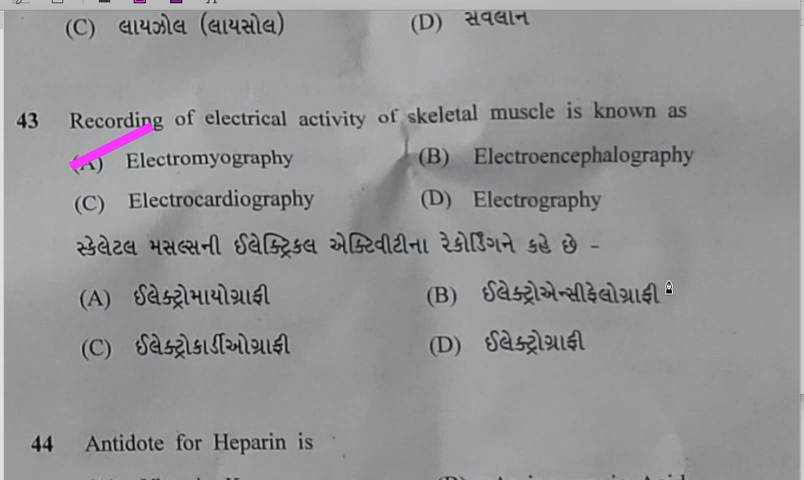 (C) લાયઝોલ (લાયસોલ) (D) સેવલોન
43 Recording of electrical activity of skeletal muscle is known as
(A) Electromyography (B) Electroencephalography
(C) Electrocardiography (D) Electrography
સ્કેલેટલ મસલ્સની ઈલેક્ટ્રિકલ એક્ટિવીટીના રેકોર્ડિંગને કહે છે -
(A) ઈલેક્ટ્રોમાયોગ્રાફી (B) ઈલેક્ટ્રોએન્સીફેલોગ્રાફી
(C) ઈલેક્ટ્રોકાર્ડીઓગ્રાફી (D) ઈલેક્ટ્રોગ્રાફી
44 Antidote for Heparin is